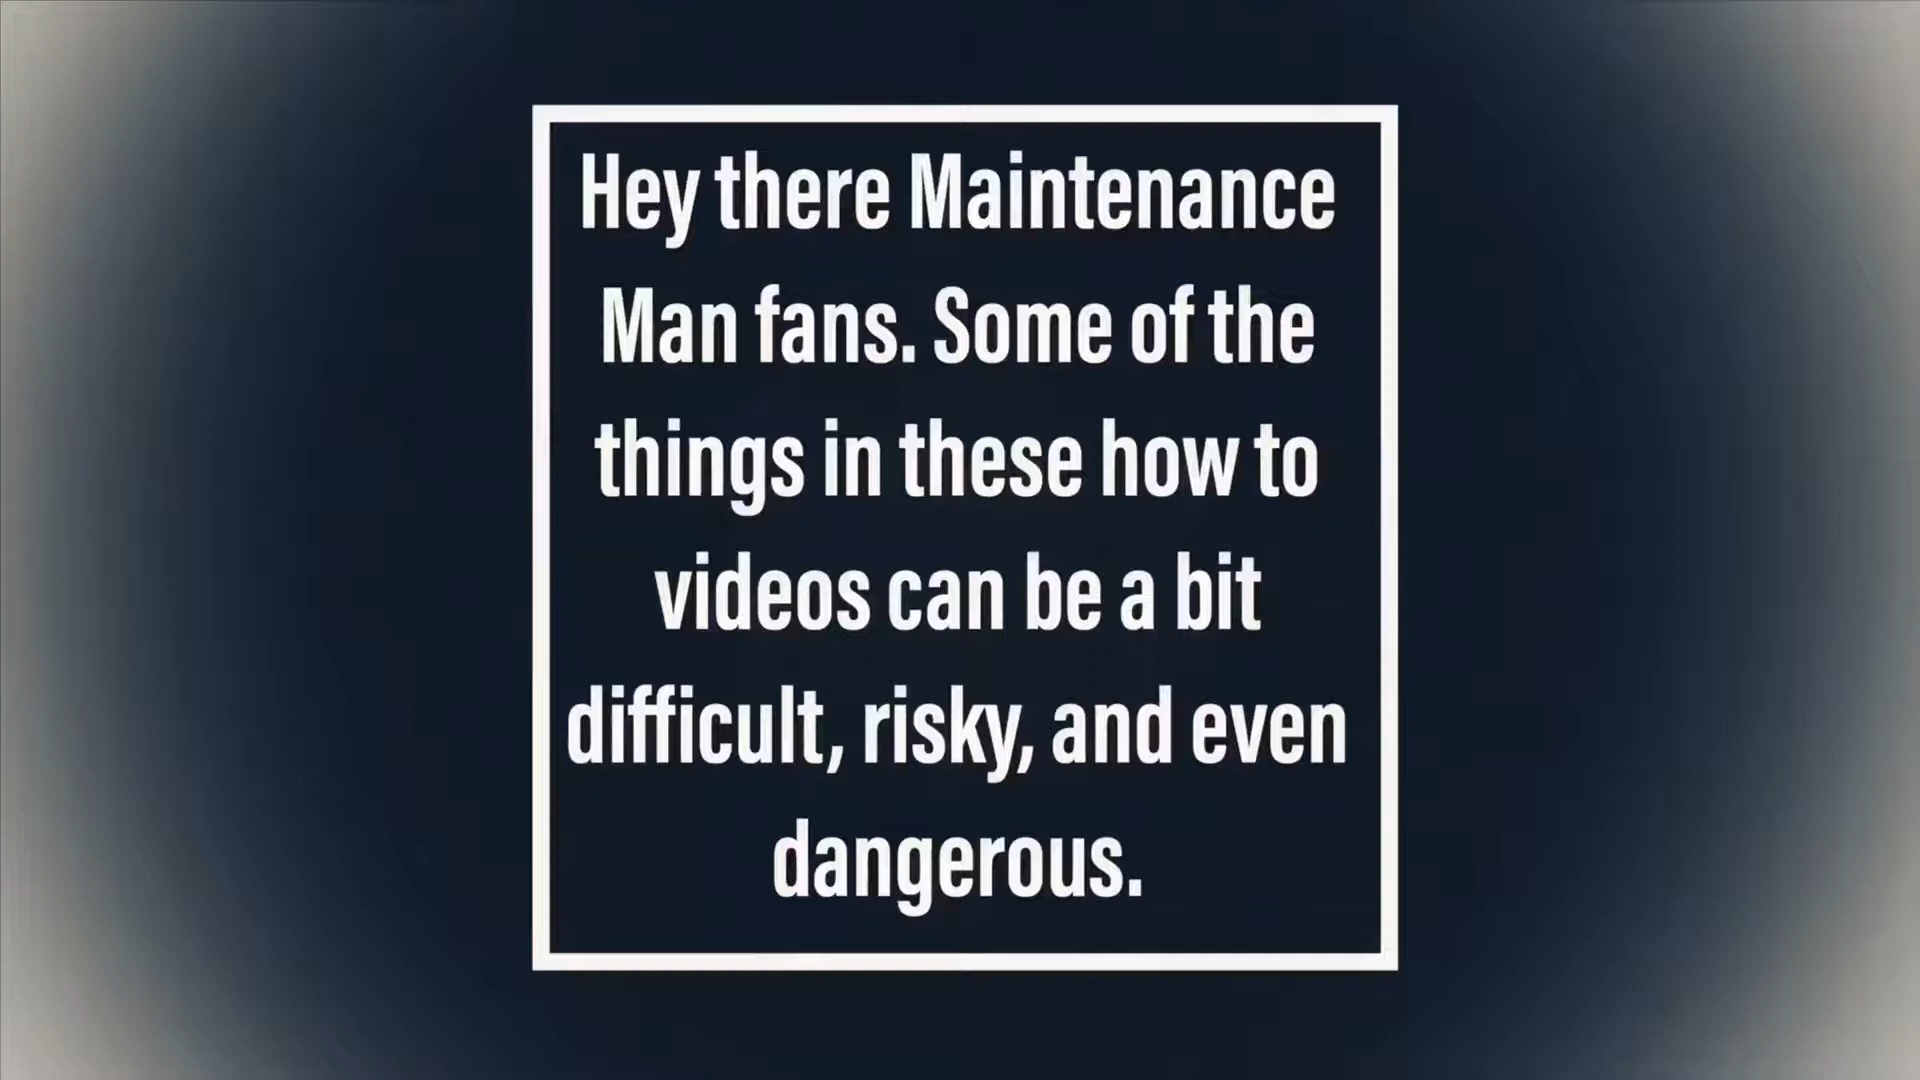 Hey there Maintenance
Man fans. Some of the
things in these how to
videos can be a bit
difficult, risky, and even
dangerous.